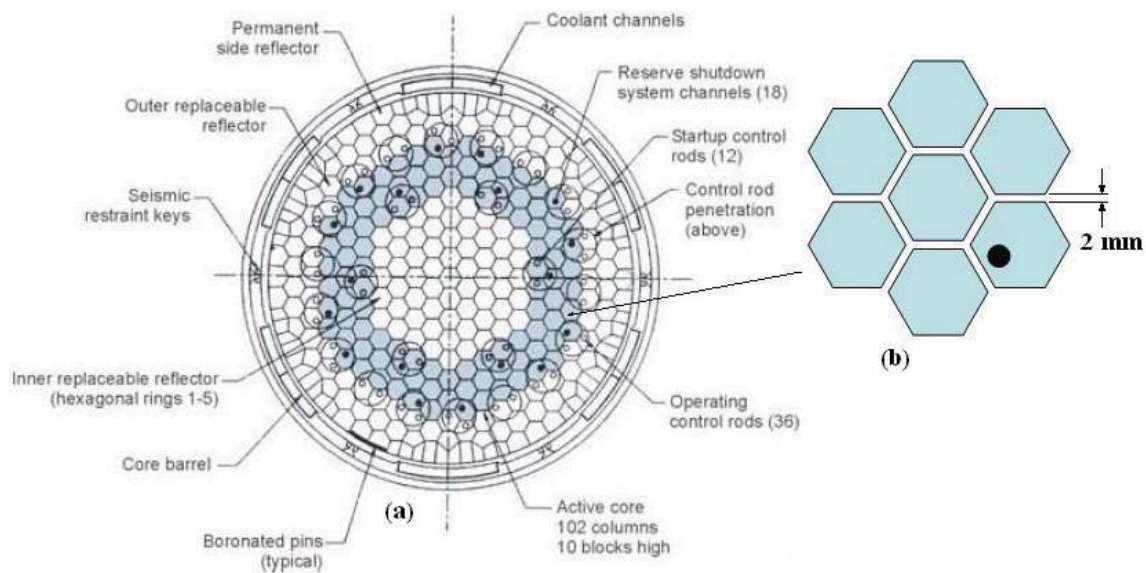 Permanent
side reflector
Coolant channels
Outer replaceable
reflector
Reserve shutdown
system channels (18)
Startup control
rods (12)
Seismic
restraint keys
Control rod
penetration
(above)
2 mm
(b)
Inner replaceable reflector
(hexagonal rings 1-5)
Operating
control rods (36)
Core barrel
(a)
Active core
102 columns
10 blocks high
Boronated pins
(typical)